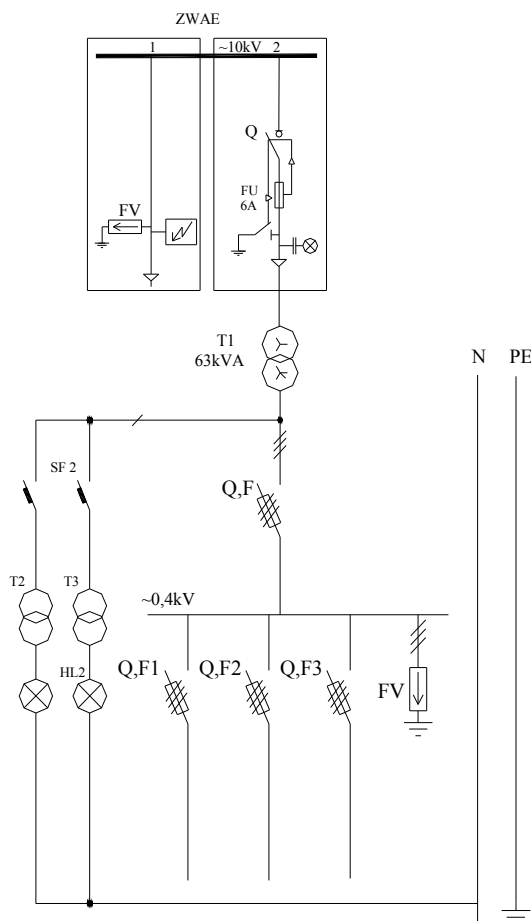 ZWAE
1
~10kV
2
Q
FU
6A
FV
T1
63kVA
N
PE
SF 2
Q,F
T2
T3
~0,4kV
HL2
Q,F1
Q,F2
Q,F3
FV